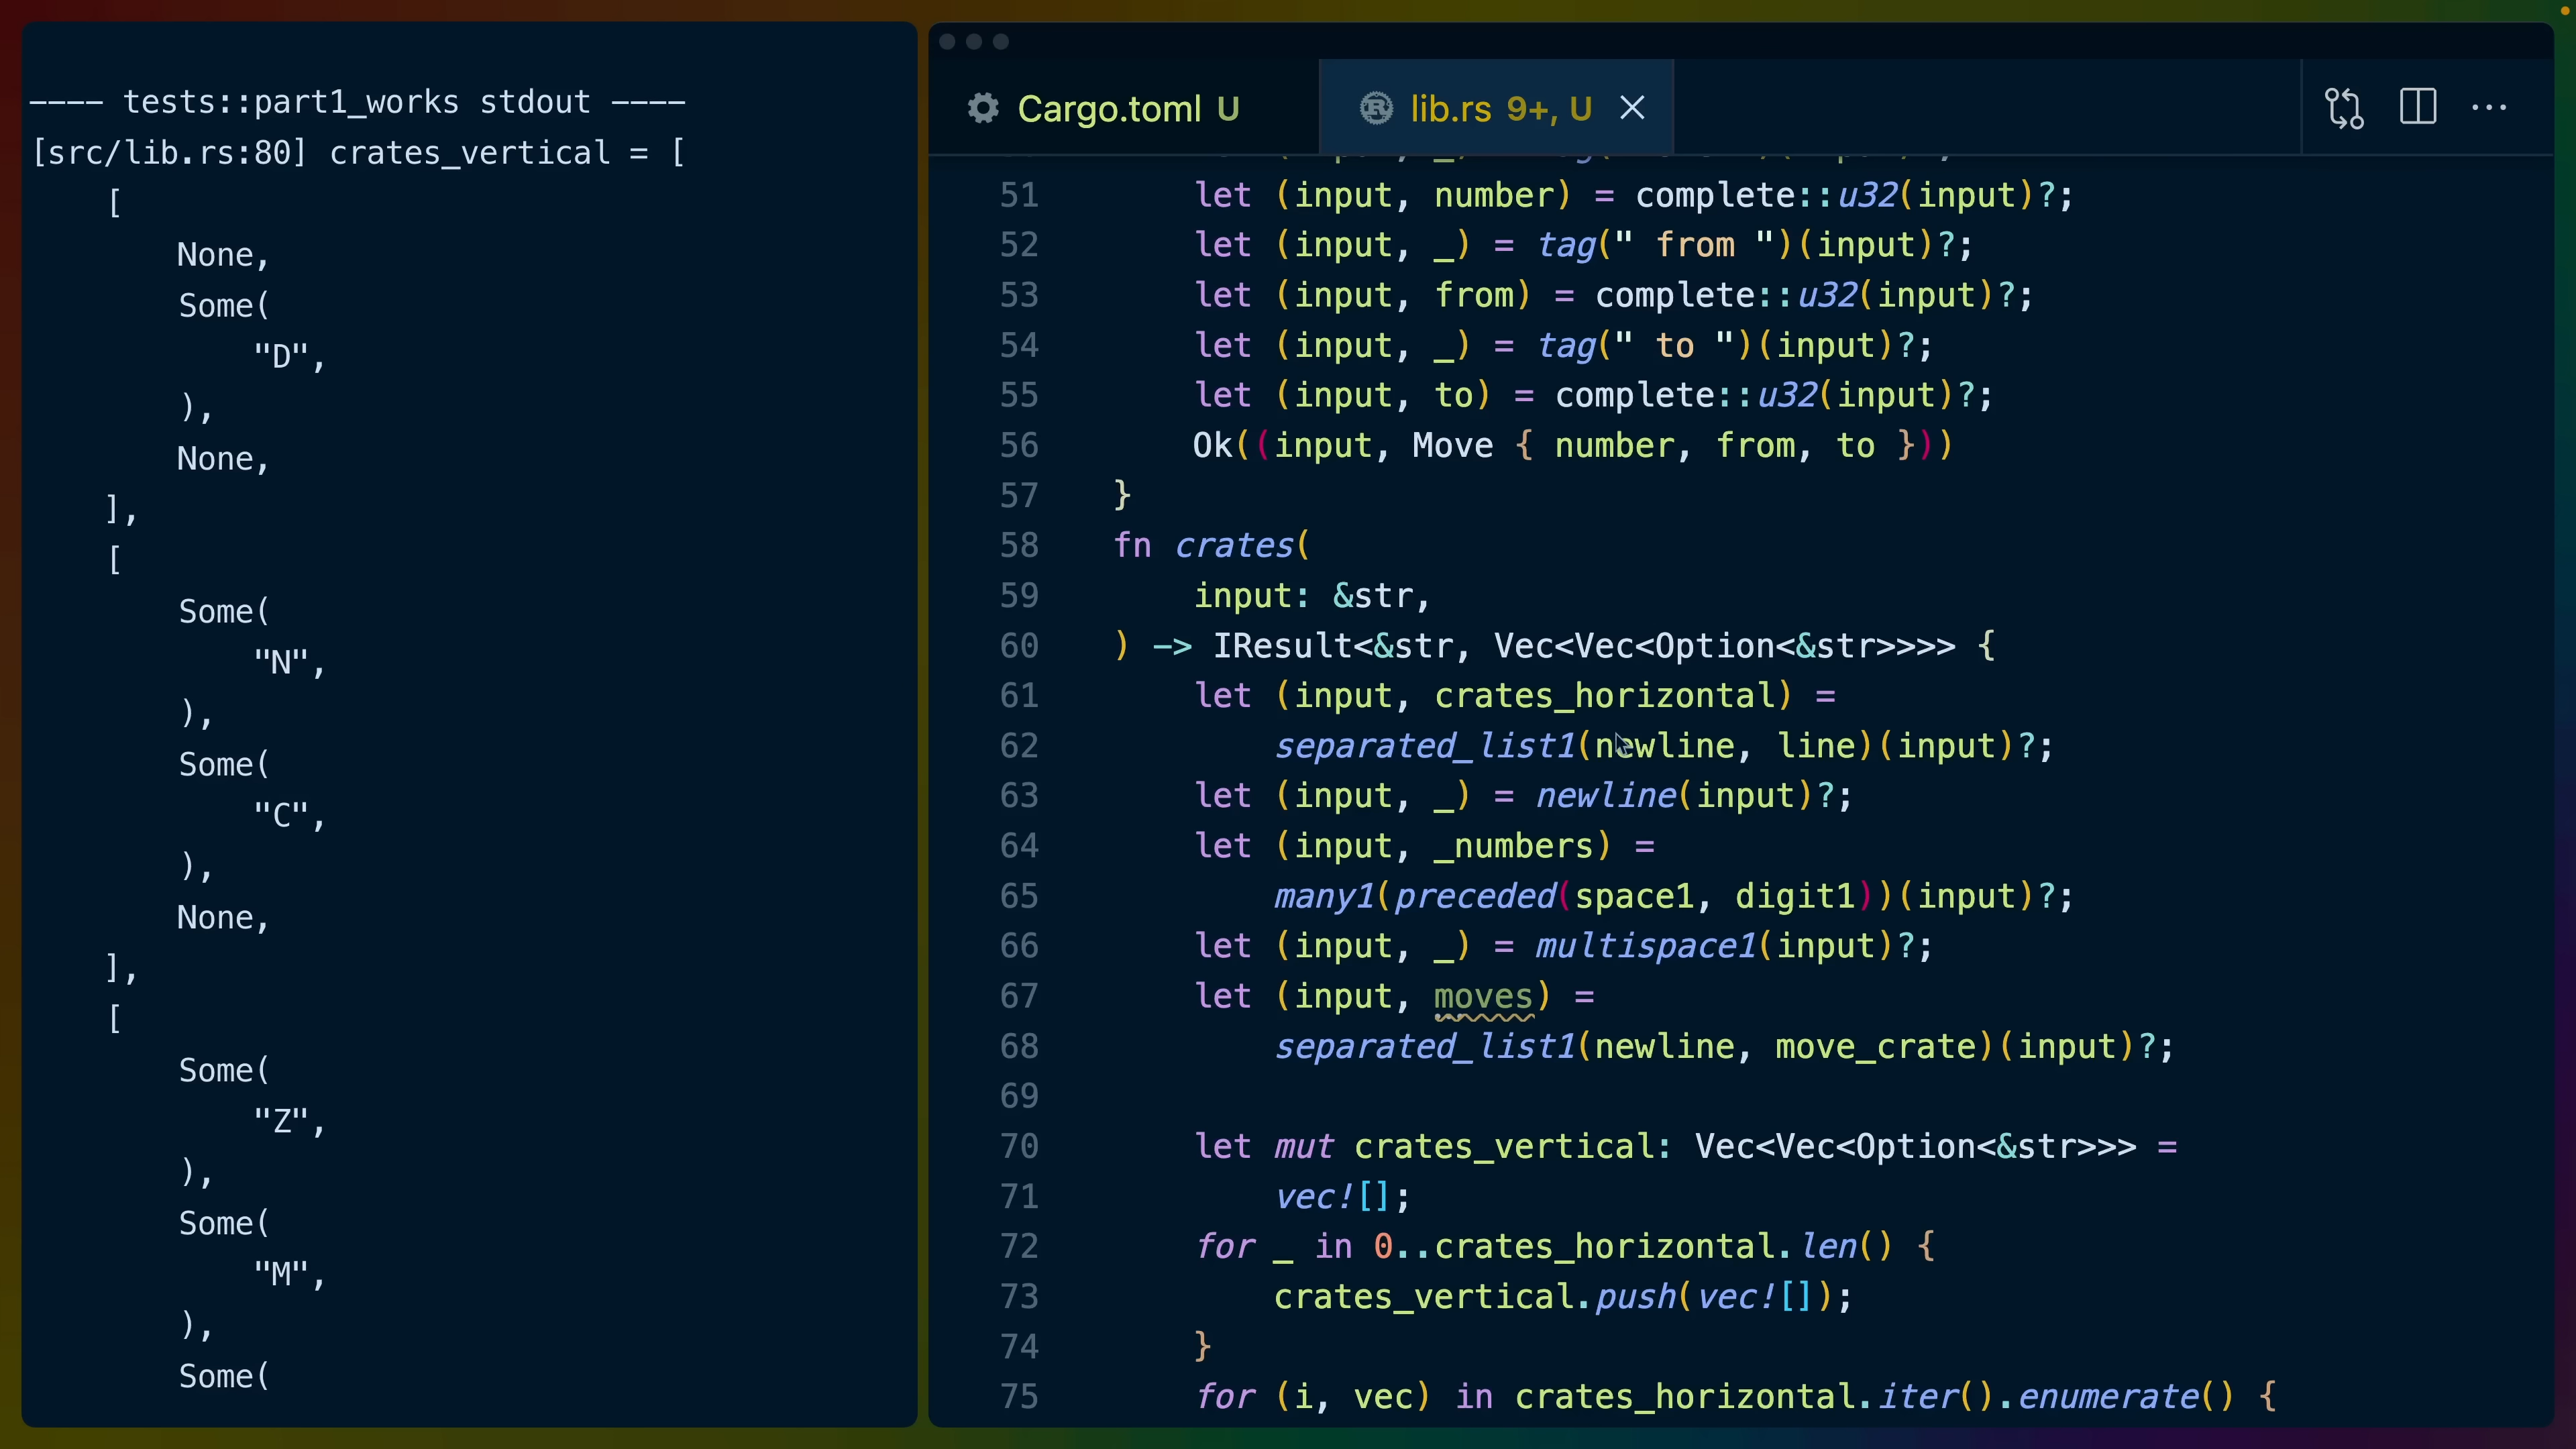 ---- tests::part1_works stdout ----
[src/lib.rs:80] crates_vertical = [
    [
        None,
        Some(
            "D",
        ),
        None,
    ],
    [
        Some(
            "N",
        ),
        Some(
            "C",
        ),
        None,
    ],
    [
        Some(
            "Z",
        ),
        Some(
            "M",
        ),
        Some(
Cargo.toml U
lib.rs 9+, U
51     let (input, number) = complete::u32(input)?;
52     let (input, _) = tag(" from ")(input)?;
53     let (input, from) = complete::u32(input)?;
54     let (input, _) = tag(" to ")(input)?;
55     let (input, to) = complete::u32(input)?;
56     Ok((input, Move { number, from, to }))
57 }
58 fn crates(
59     input: &str,
60 ) -> IResult<&str, Vec<Vec<Option<&str>>>> {
61     let (input, crates_horizontal) =
62         separated_list1(newline, line)(input)?;
63     let (input, _) = newline(input)?;
64     let (input, _numbers) =
65         many1(preceded(space1, digit1))(input)?;
66     let (input, _) = multispace1(input)?;
67     let (input, moves) =
68         separated_list1(newline, move_crate)(input)?;
69
70     let mut crates_vertical: Vec<Vec<Option<&str>>> =
71         vec![];
72     for _ in 0..crates_horizontal.len() {
73         crates_vertical.push(vec![]);
74     }
75     for (i, vec) in crates_horizontal.iter().enumerate() {